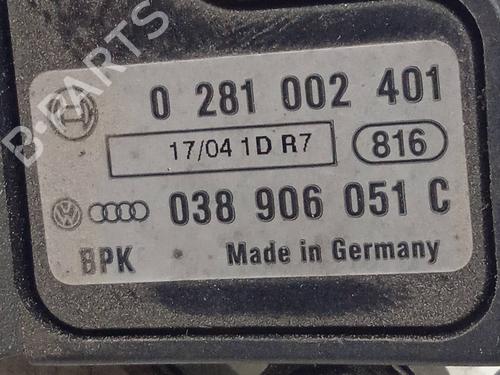 B-PARTS
0 281 002 401
17/04 1D R7
816
038 906 051 C
BPK Made in Germany